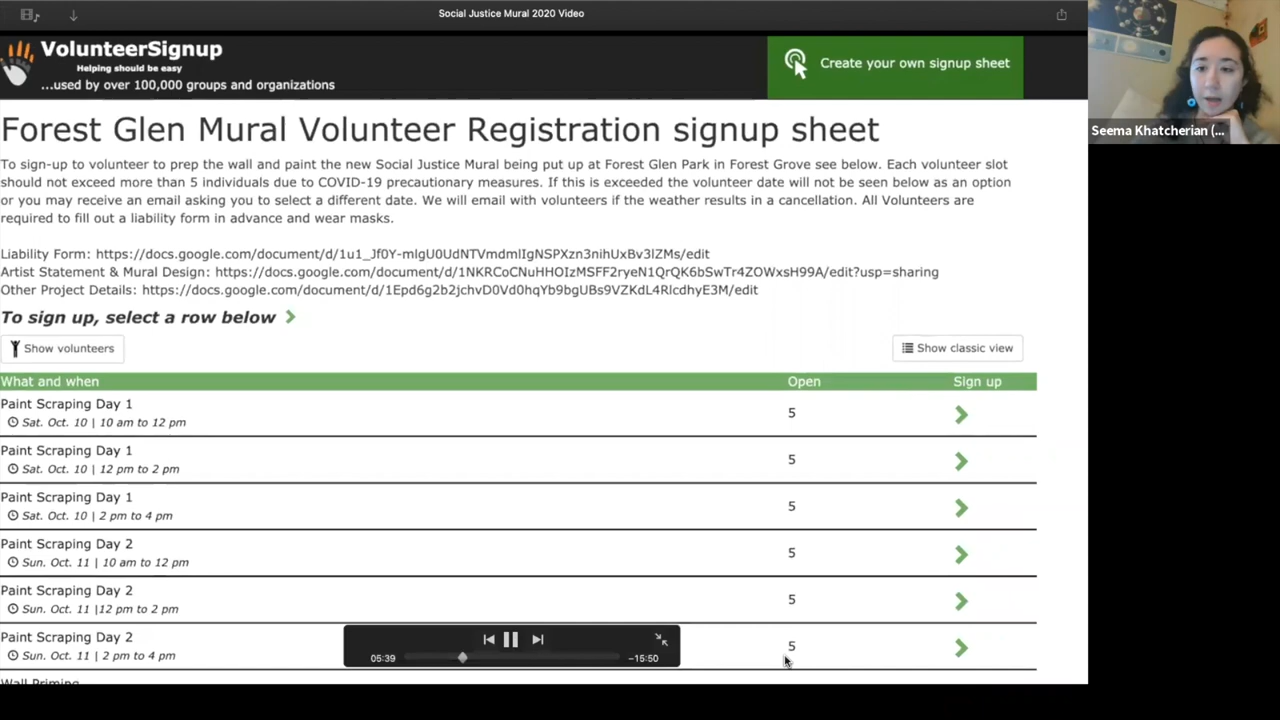 Social Justice Mural 2020 Video
VolunteerSignup
Helping should be easy
...used by over 100,000 groups and organizations
Create your own signup sheet
Seema Khatcherian (...
Forest Glen Mural Volunteer Registration signup sheet
To sign-up to volunteer to prep the wall and paint the new Social Justice Mural being put up at Forest Glen Park in Forest Grove see below. Each volunteer slot
should not exceed more than 5 individuals due to COVID-19 precautionary measures. If this is exceeded the volunteer date will not be seen below as an option
or you may receive an email asking you to select a different date. We will email with volunteers if the weather results in a cancellation. All Volunteers are
required to fill out a liability form in advance and wear masks.
Liability Form: https://docs.google.com/document/d/1u1_Jf0Y-mlgU0UdNTVmdmlIgNSPXzn3nihUxBv3lZMs/edit
Artist Statement & Mural Design: https://docs.google.com/document/d/1NKRCoCNuHHOIzMSFF2ryeN1QrQK6bSwTr4ZOWxsH99A/edit?usp=sharing
Other Project Details: https://docs.google.com/document/d/1Epd6g2b2jchvD0Vd0hqYb9bgUBs9VZKdL4RlcdhyE3M/edit
To sign up, select a row below
Show volunteers
Show classic view
What and when Open Sign up
Paint Scraping Day 1
Sat. Oct. 10 | 10 am to 12 pm
5
Paint Scraping Day 1
Sat. Oct. 10 | 12 pm to 2 pm
5
Paint Scraping Day 1
Sat. Oct. 10 | 2 pm to 4 pm
5
Paint Scraping Day 2
Sun. Oct. 11 | 10 am to 12 pm
5
Paint Scraping Day 2
Sun. Oct. 11 |12 pm to 2 pm
5
Paint Scraping Day 2
Sun. Oct. 11 | 2 pm to 4 pm
5
05:39
−15:50
Wall Priming